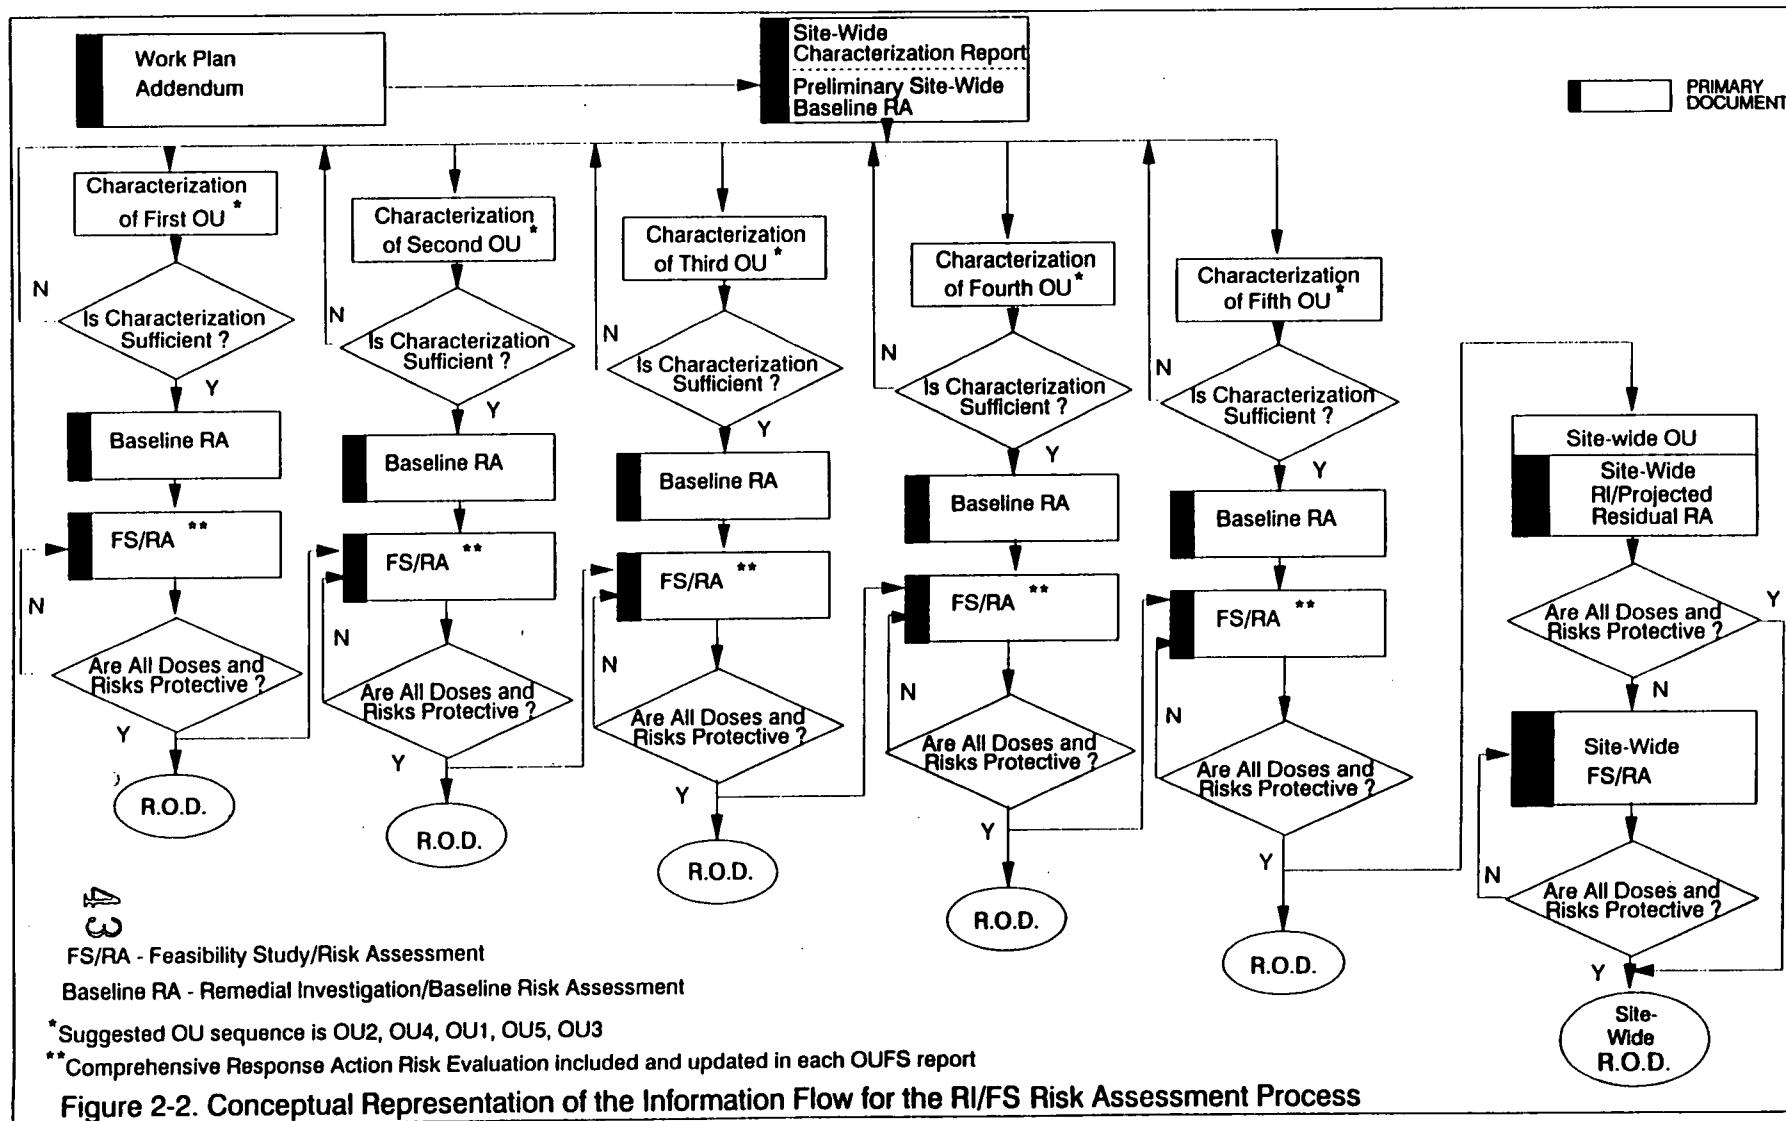 Work Plan
Addendum
Site-Wide
Characterization Report
Preliminary Site-Wide
Baseline RA
PRIMARY
DOCUMENT
Characterization
of First OU *
N
Is Characterization
Sufficient ?
Y
Baseline RA
FS/RA **
N
Are All Doses and
Risks Protective ?
Y
R.O.D.
Characterization
of Second OU *
N
Is Characterization
Sufficient ?
Y
Baseline RA
FS/RA **
N
Are All Doses and
Risks Protective ?
Y
R.O.D.
Characterization
of Third OU *
N
Is Characterization
Sufficient ?
Y
Baseline RA
FS/RA **
N
Are All Doses and
Risks Protective ?
Y
R.O.D.
Characterization
of Fourth OU *
N
Is Characterization
Sufficient ?
Y
Baseline RA
FS/RA **
N
Are All Doses and
Risks Protective ?
Y
R.O.D.
Characterization
of Fifth OU *
N
Is Characterization
Sufficient ?
Y
Baseline RA
FS/RA **
N
Are All Doses and
Risks Protective ?
Y
R.O.D.
Site-wide OU
Site-Wide
RI/Projected
Residual RA
Are All Doses and
Risks Protective ?
Y
N
Site-Wide
FS/RA
N
Are All Doses and
Risks Protective ?
Y
Site-
Wide
R.O.D.
43
FS/RA - Feasibility Study/Risk Assessment
Baseline RA - Remedial Investigation/Baseline Risk Assessment
*Suggested OU sequence is OU2, OU4, OU1, OU5, OU3
**Comprehensive Response Action Risk Evaluation included and updated in each OUFS report
Figure 2-2. Conceptual Representation of the Information Flow for the RI/FS Risk Assessment Process